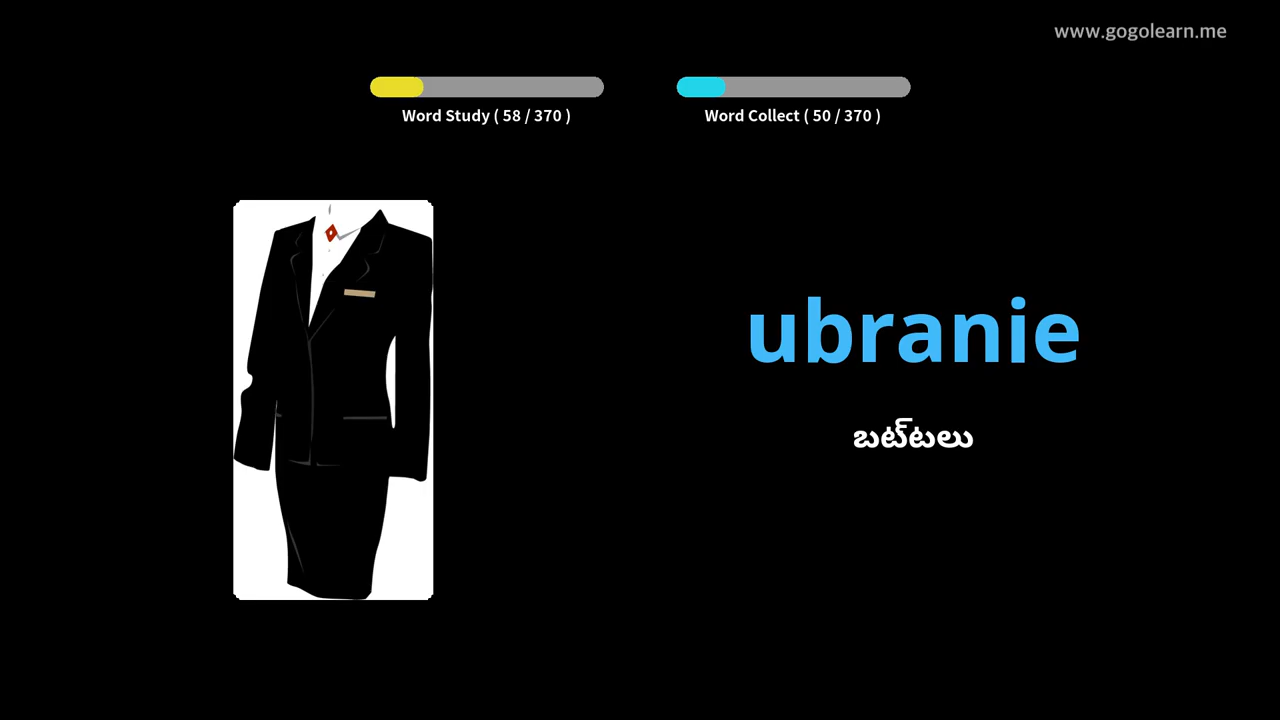 www.gogolearn.me
Word Study ( 58 / 370 )
Word Collect ( 50 / 370 )
ubranie
బట్టలు